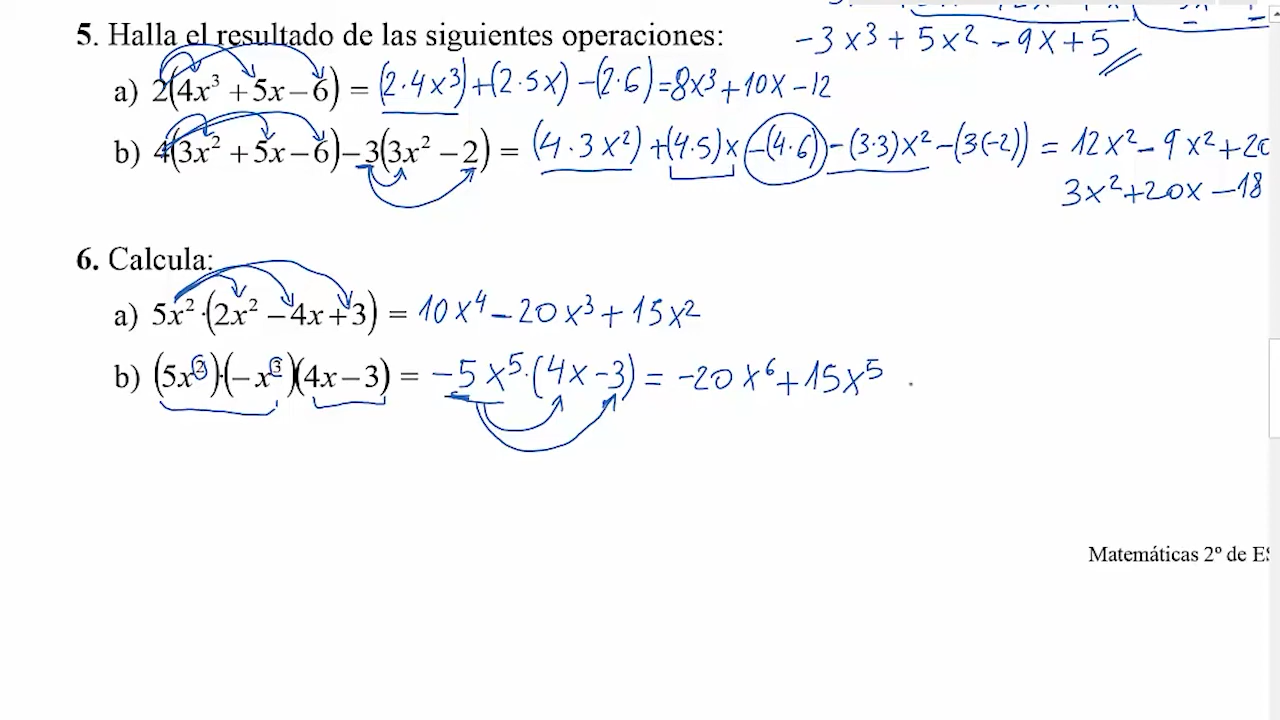 -3x³ + 5x² - 9x + 5
5. Halla el resultado de las siguientes operaciones:
a) 2(4x³ + 5x − 6) = (2·4x³) + (2·5x) − (2·6) = 8x³ + 10x − 12
b) 4(3x² + 5x − 6) − 3(3x² − 2) = (4·3x²) + (4·5)x − (4·6) − (3·3)x² − (3(-2)) = 12x² − 9x² + 20
3x² + 20x − 18
6. Calcula:
a) 5x²·(2x² − 4x + 3) = 10x⁴ − 20x³ + 15x²
b) (5x²)·(−x³)(4x − 3) = −5x⁵·(4x − 3) = −20x⁶ + 15x⁵
Matemáticas 2º de ES